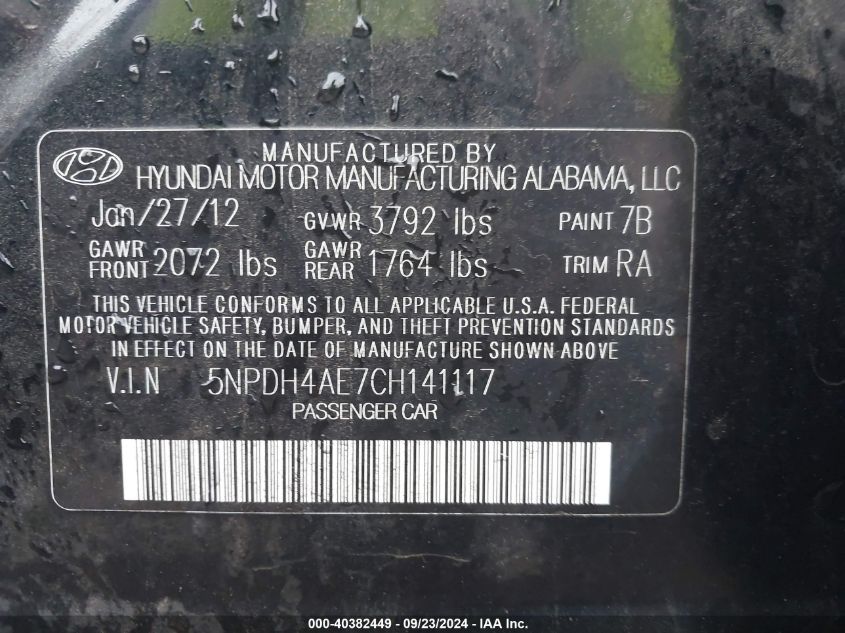 MANUFACTURED BY
HYUNDAI MOTOR MANUFACTURING ALABAMA, LLC
Jan/27/12 GVWR 3792 lbs PAINT 7B
GAWR FRONT 2072 lbs GAWR REAR 1764 lbs TRIM RA
THIS VEHICLE CONFORMS TO ALL APPLICABLE U.S.A. FEDERAL
MOTOR VEHICLE SAFETY, BUMPER, AND THEFT PREVENTION STANDARDS
IN EFFECT ON THE DATE OF MANUFACTURE SHOWN ABOVE
V.I.N 5NPDH4AE7CH141117
PASSENGER CAR
000-40382449 - 09/23/2024 - IAA Inc.